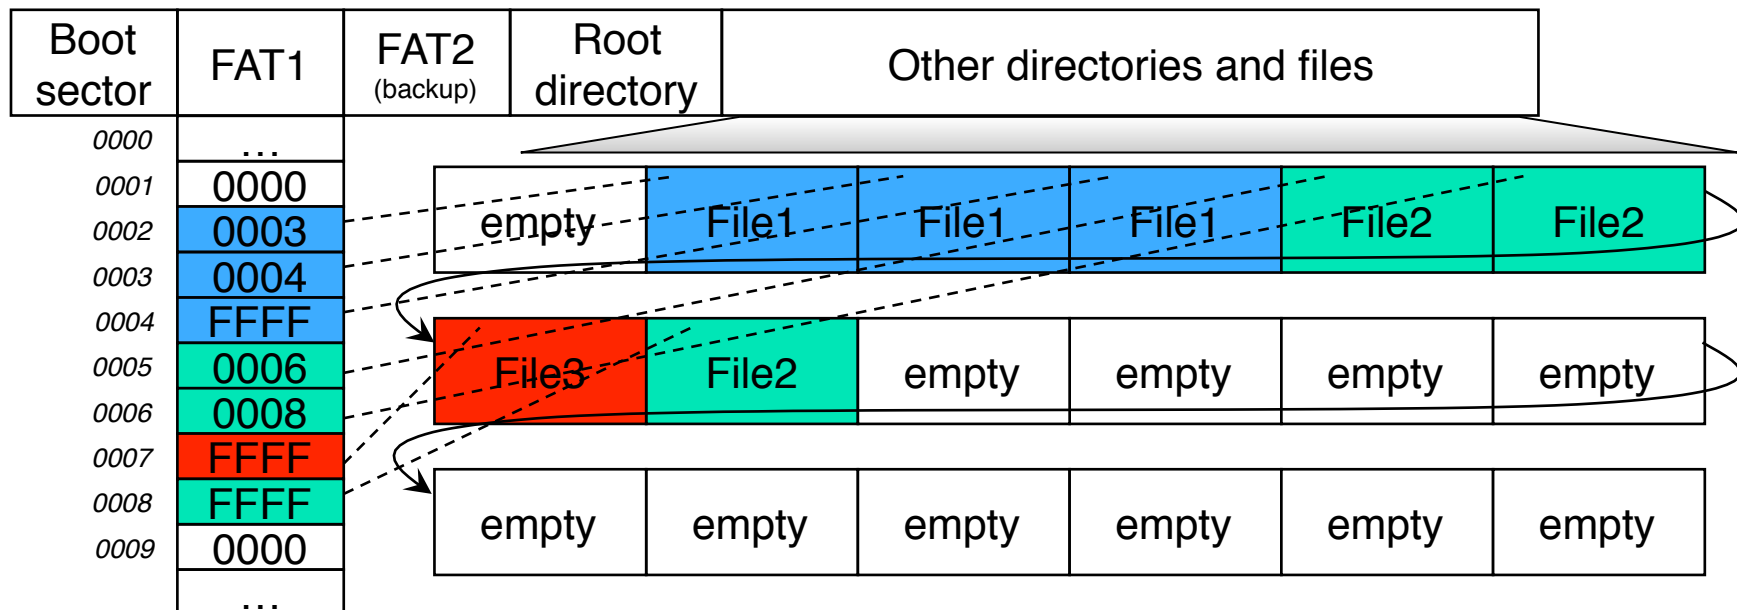 Boot sector
FAT1
FAT2
(backup)
Root directory
Other directories and files
0000 ...
0001 0000
0002 0003
0003 0004
0004 FFFF
0005 0006
0006 0008
0007 FFFF
0008 FFFF
0009 0000
...
empty File1 File1 File1 File2 File2
File3 File2 empty empty empty empty
empty empty empty empty empty empty